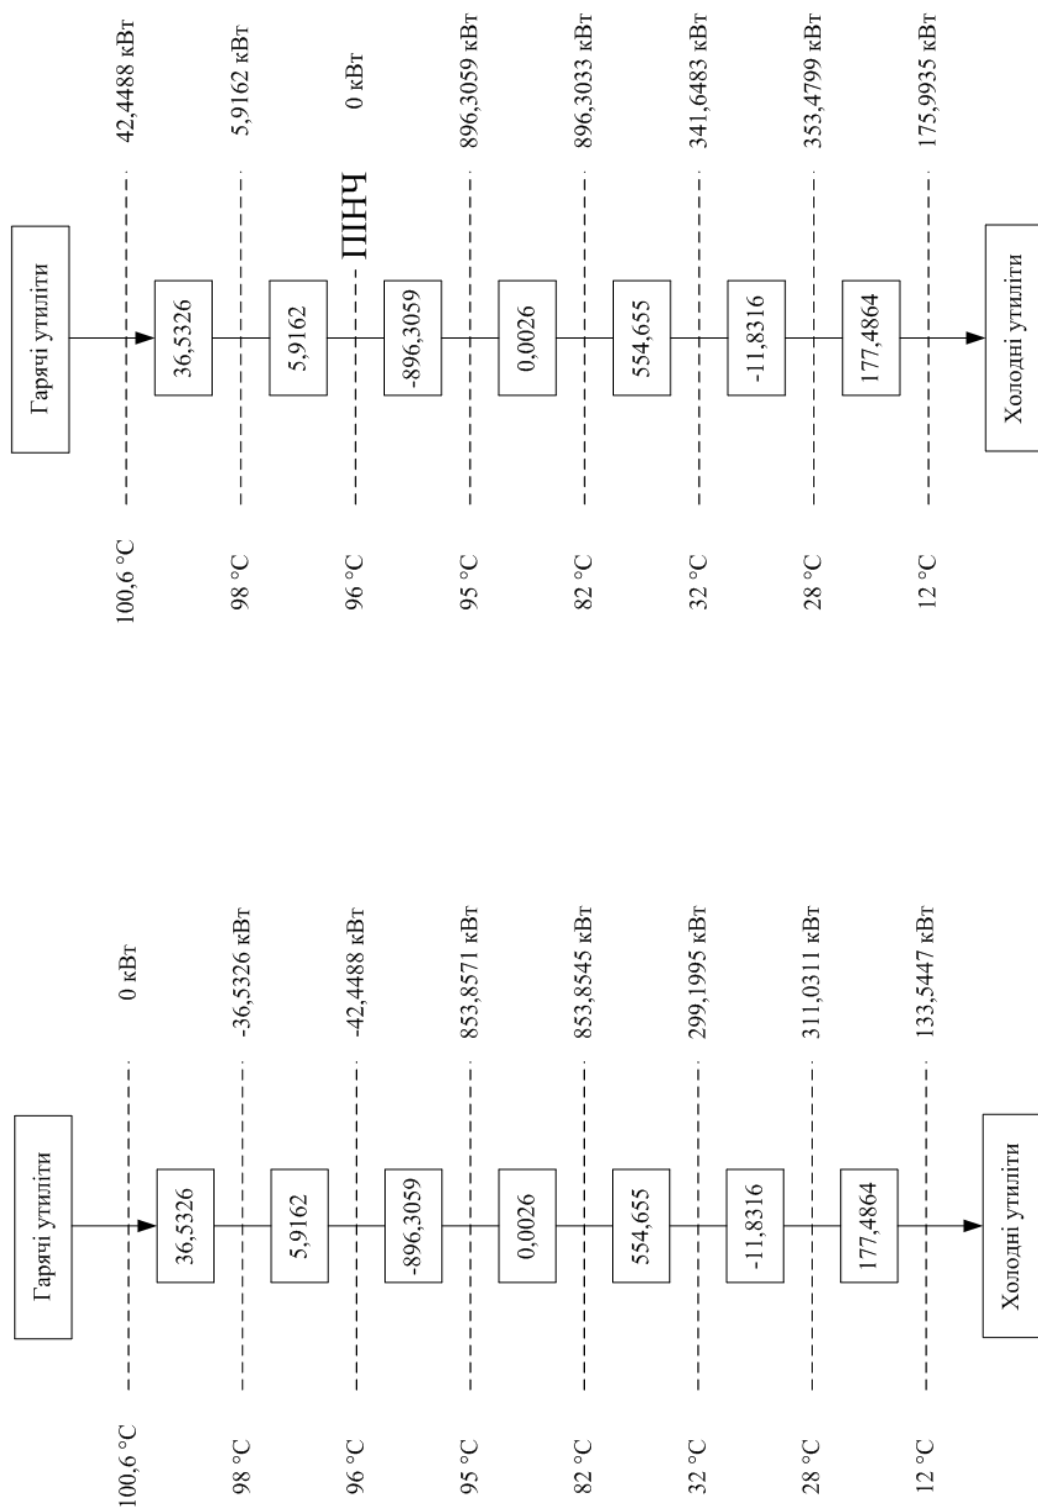 Гарячі утиліти
100,6 °C
0 кВт
36,5326
98 °C
-36,5326 кВт
5,9162
96 °C
-42,4488 кВт
-896,3059
95 °C
853,8571 кВт
0,0026
82 °C
853,8545 кВт
554,655
32 °C
299,1995 кВт
-11,8316
28 °C
311,0311 кВт
177,4864
12 °C
133,5447 кВт
Холодні утиліти
Гарячі утиліти
100,6 °C
42,4488 кВт
36,5326
98 °C
5,9162 кВт
5,9162
96 °C
ПІНЧ
0 кВт
-896,3059
95 °C
896,3059 кВт
0,0026
82 °C
896,3033 кВт
554,655
32 °C
341,6483 кВт
-11,8316
28 °C
353,4799 кВт
177,4864
12 °C
175,9935 кВт
Холодні утиліти